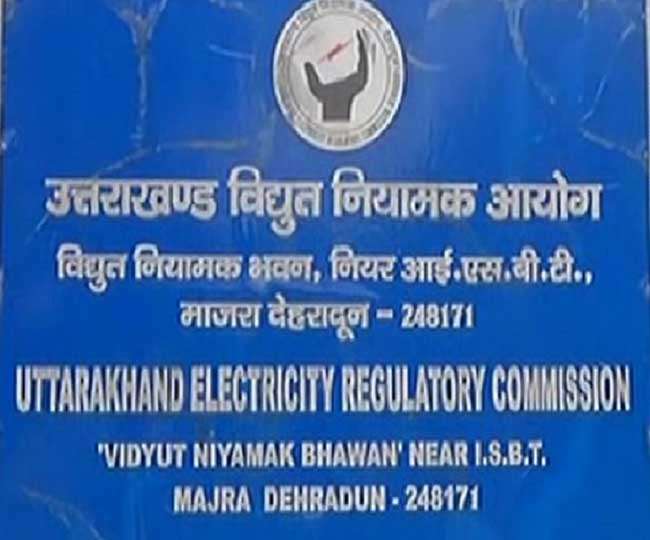 उत्तराखण्ड विद्युत नियामक आयोग
विद्युत नियामक भवन, नियर आई.एस.बी.टी.,
माजरा देहरादून - 248171
UTTARAKHAND ELECTRICITY REGULATORY COMMISSION
'VIDYUT NIYAMAK BHAWAN' NEAR I.S.B.T.
MAJRA DEHRADUN - 248171